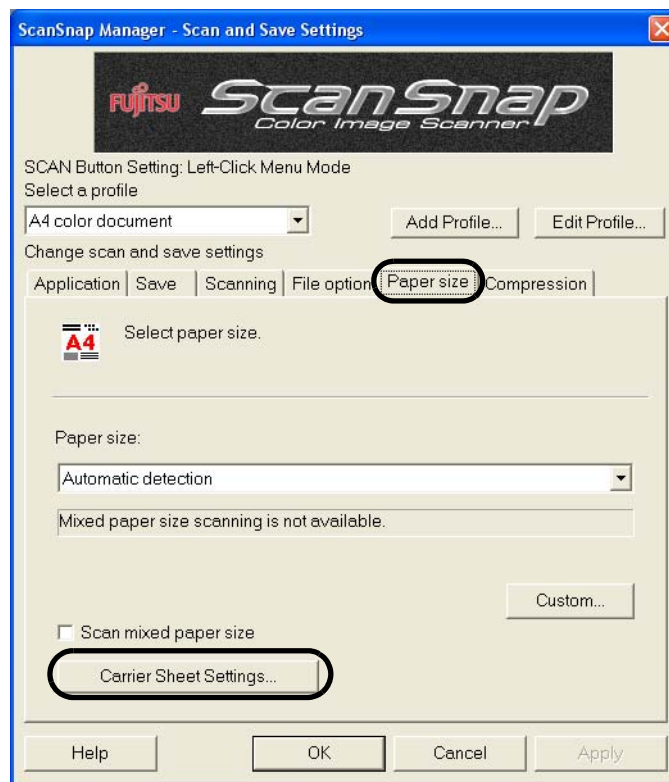 ScanSnap Manager - Scan and Save Settings
FUJITSU ScanSnap
Color Image Scanner
SCAN Button Setting: Left-Click Menu Mode
Select a profile
A4 color document
Add Profile... Edit Profile...
Change scan and save settings
Application Save Scanning File option Paper size Compression
A4 Select paper size.
Paper size:
Automatic detection
Mixed paper size scanning is not available.
Custom...
Scan mixed paper size
Carrier Sheet Settings...
Help OK Cancel Apply